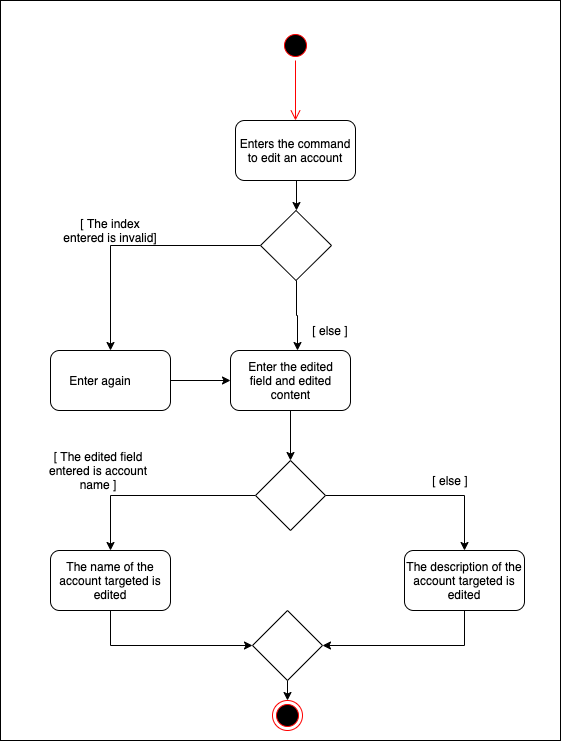 Enters the command
to edit an account
[ The index
entered is invalid]
[ else ]
Enter again
Enter the edited
field and edited
content
[ The edited field
entered is account
name ]
[ else ]
The name of the
account targeted is
edited
The description of the
account targeted is
edited